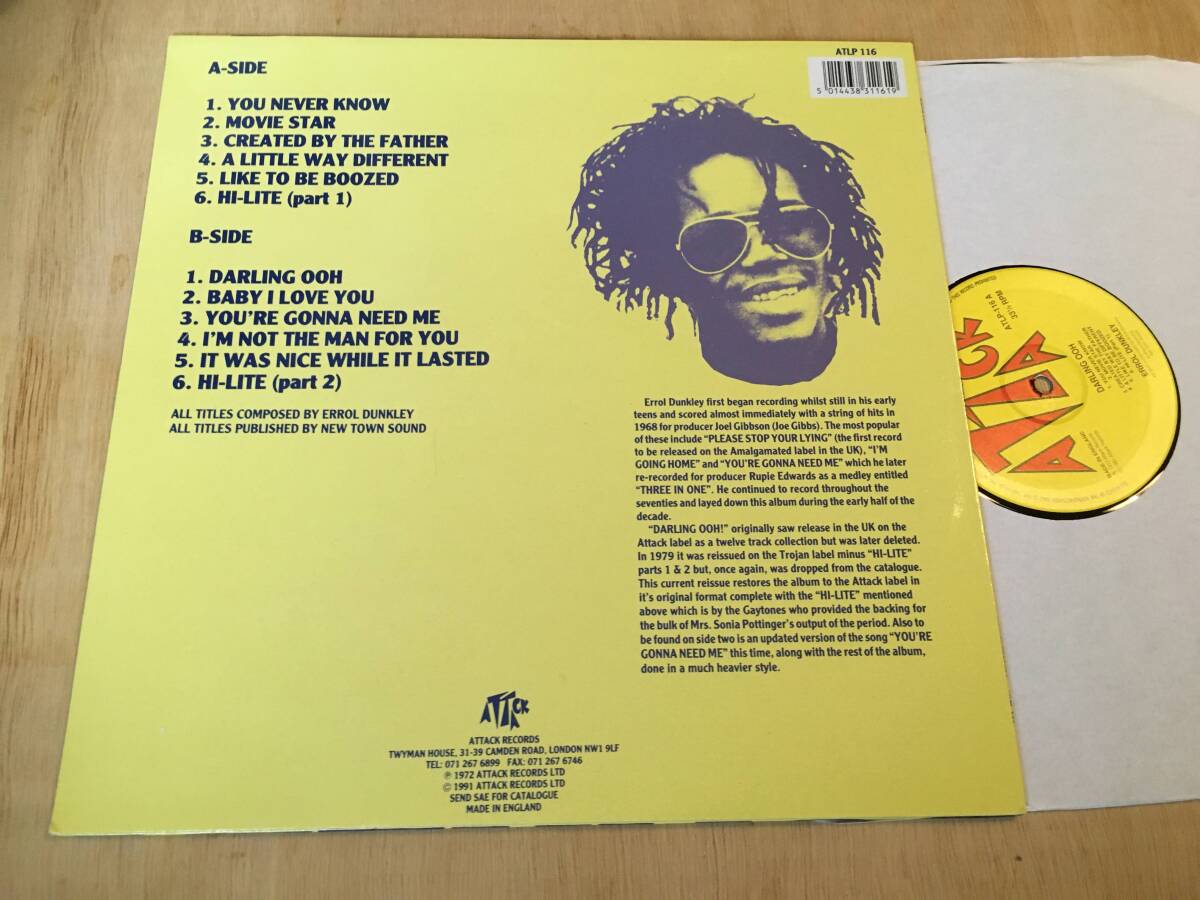 A-SIDE
1. YOU NEVER KNOW
2. MOVIE STAR
3. CREATED BY THE FATHER
4. A LITTLE WAY DIFFERENT
5. LIKE TO BE BOOZED
6. HI-LITE (part 1)
B-SIDE
1. DARLING OOH
2. BABY I LOVE YOU
3. YOU'RE GONNA NEED ME
4. I'M NOT THE MAN FOR YOU
5. IT WAS NICE WHILE IT LASTED
6. HI-LITE (part 2)
ALL TITLES COMPOSED BY ERROL DUNKLEY
ALL TITLES PUBLISHED BY NEW TOWN SOUND
ATLP 116
5 014438 311619
Errol Dunkley first began recording whilst still in his early
teens and scored almost immediately with a string of hits in
1968 for producer Joel Gibbson (Joe Gibbs). The most popular
of these include "PLEASE STOP YOUR LYING" (the first record
to be released on the Amalgamated label in the UK), "I'M
GOING HOME" and "YOU'RE GONNA NEED ME" which he later
re-recorded for producer Rupie Edwards as a medley entitled
"THREE IN ONE". He continued to record throughout the
seventies and layed down this album during the early half of the
decade.
"DARLING OOH!" originally saw release in the UK on the
Attack label as a twelve track collection but was later deleted.
In 1979 it was reissued on the Trojan label minus "HI-LITE"
parts 1 & 2 but, once again, was dropped from the catalogue.
This current reissue restores the album to the Attack label in
it's original format complete with the "HI-LITE" mentioned
above which is by the Gaytones who provided the backing for
the bulk of Mrs. Sonia Pottinger's output of the period. Also to
be found on side two is an updated version of the song "YOU'RE
GONNA NEED ME" this time, along with the rest of the album,
done in a much heavier style.
ATTACK
ATTACK RECORDS
TWYMAN HOUSE, 31-39 CAMDEN ROAD, LONDON NW1 9LF
TEL: 071 267 6899 FAX: 071 267 6746
℗ 1972 ATTACK RECORDS LTD
© 1991 ATTACK RECORDS LTD
SEND SAE FOR CATALOGUE
MADE IN ENGLAND
ATTACK
ATLP-116 A
33⅓ RPM
DARLING OOH
ERROL DUNKLEY
MADE IN ENGLAND